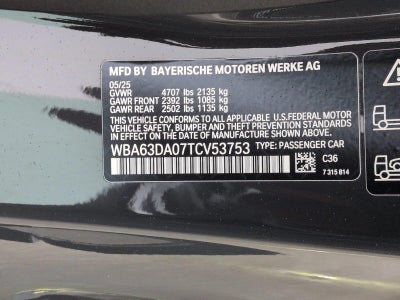 MFD BY BAYERISCHE MOTOREN WERKE AG
05/25
GVWR 4707 lbs 2135 kg
GAWR FRONT 2392 lbs 1085 kg
GAWR REAR 2502 lbs 1135 kg
THIS VEHICLE CONFORMS TO ALL APPLICABLE U.S.FEDERAL MOTOR
VEHICLE SAFETY, BUMPER, AND THEFT PREVENTION STANDARDS
IN EFFECT ON THE DATE OF MANUFACTURE SHOWN ABOVE.
WBA63DA07TCV53753 TYPE: PASSENGER CAR
C36
7 315 814